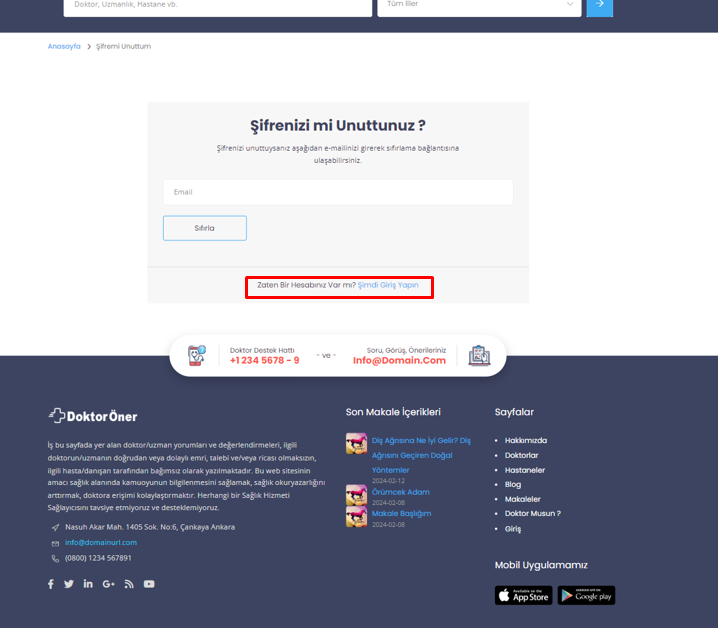 Doktor, Uzmanlık, Hastane vb.
Tüm İller
Anasayfa > Şifremi Unuttum
Şifrenizi mi Unuttunuz ?
Şifrenizi unuttuysanız aşağıdan e-mailinizi girerek sıfırlama bağlantısına
ulaşabilirsiniz.
Email
Sıfırla
Zaten Bir Hesabınız Var mı? Şimdi Giriş Yapın
Doktor Destek Hattı
+1 234 5678 - 9
- ve -
Soru, Görüş, Önerileriniz
Info@Domain.Com
DoktorÖner
İş bu sayfada yer alan doktor/uzman yorumları ve değerlendirmeleri, ilgili
doktorun/uzmanın doğrudan veya dolaylı emri, talebi ve/veya ricası olmaksızın,
ilgili hasta/danışan tarafından bağımsız olarak yazılmaktadır. Bu web sitesinin
amacı sağlık alanında kamuoyunun bilgilenmesini sağlamak, sağlık okuryazarlığını
arttırmak, doktora erişimi kolaylaştırmaktır. Herhangi bir Sağlık Hizmeti
Sağlayıcısını tavsiye etmiyoruz ve desteklemiyoruz.
Nasuh Akar Mah. 1405 Sok. No:6, Çankaya Ankara
info@domainurl.com
(0800) 1234 567891
Son Makale İçerikleri
Diş Ağrısına Ne İyi Gelir? Diş
Ağrısını Geçiren Doğal
Yöntemler
2024-02-12
Örümcek Adam
2024-02-08
Makale Başlığım
2024-02-08
Sayfalar
Hakkımızda
Doktorlar
Hastaneler
Blog
Makaleler
Doktor Musun ?
Giriş
Mobil Uygulamamız
Available on the
App Store
ANDROID APP ON
Google play